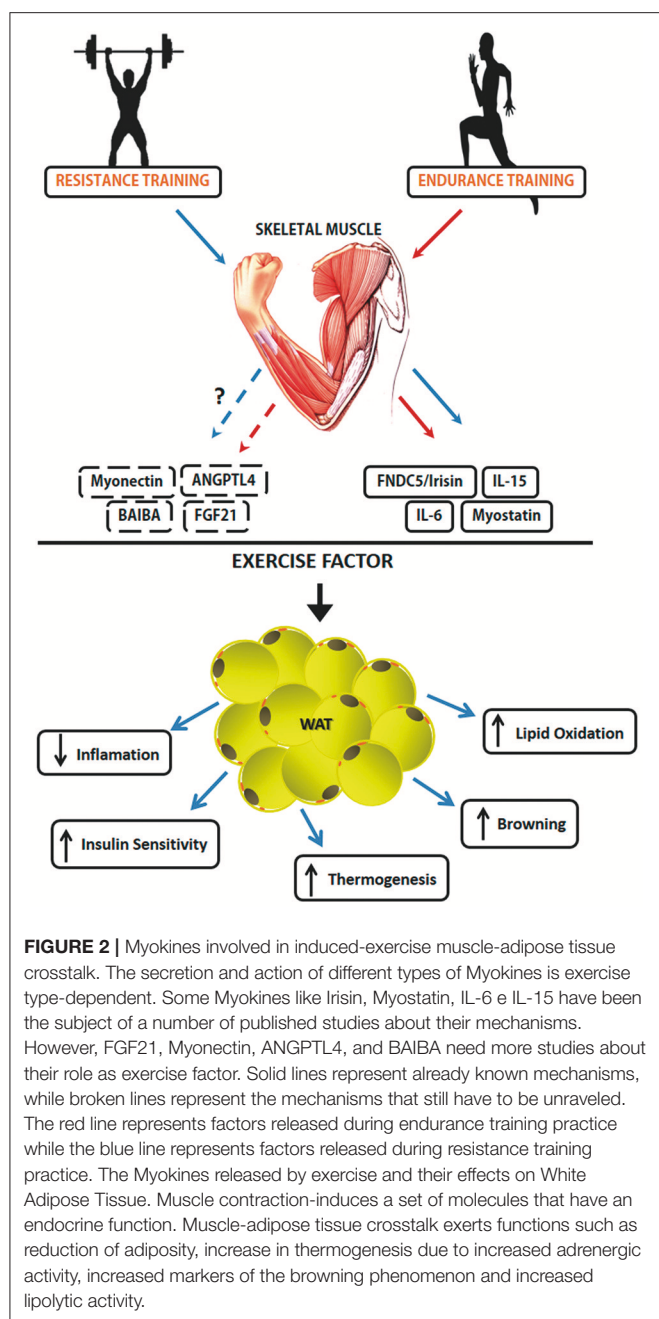 RESISTANCE TRAINING
ENDURANCE TRAINING
SKELETAL MUSCLE
?
Myonectin
ANGPTL4
BAIBA
FGF21
FNDC5/Irisin
IL-15
IL-6
Myostatin
EXERCISE FACTOR
WAT
↓ Inflamation
↑ Lipid Oxidation
↑ Insulin Sensitivity
↑ Browning
↑ Thermogenesis
FIGURE 2 | Myokines involved in induced-exercise muscle-adipose tissue
crosstalk. The secretion and action of different types of Myokines is exercise
type-dependent. Some Myokines like Irisin, Myostatin, IL-6 e IL-15 have been
the subject of a number of published studies about their mechanisms.
However, FGF21, Myonectin, ANGPTL4, and BAIBA need more studies about
their role as exercise factor. Solid lines represent already known mechanisms,
while broken lines represent the mechanisms that still have to be unraveled.
The red line represents factors released during endurance training practice
while the blue line represents factors released during resistance training
practice. The Myokines released by exercise and their effects on White
Adipose Tissue. Muscle contraction-induces a set of molecules that have an
endocrine function. Muscle-adipose tissue crosstalk exerts functions such as
reduction of adiposity, increase in thermogenesis due to increased adrenergic
activity, increased markers of the browning phenomenon and increased
lipolytic activity.